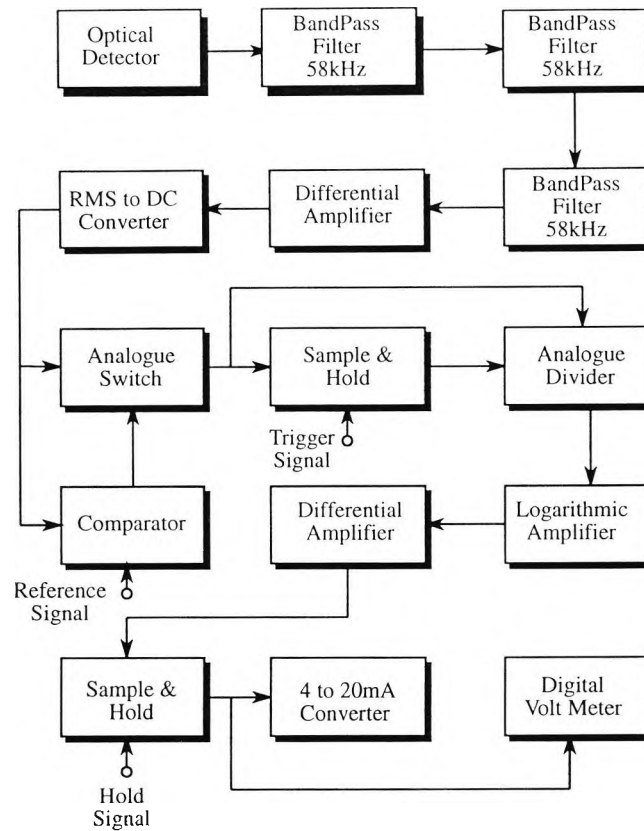 Optical
Detector
BandPass
Filter
58kHz
BandPass
Filter
58kHz
RMS to DC
Converter
Differential
Amplifier
BandPass
Filter
58kHz
Analogue
Switch
Sample &
Hold
Analogue
Divider
Trigger
Signal
Comparator
Differential
Amplifier
Logarithmic
Amplifier
Reference
Signal
Sample &
Hold
4 to 20mA
Converter
Digital
Volt Meter
Hold
Signal